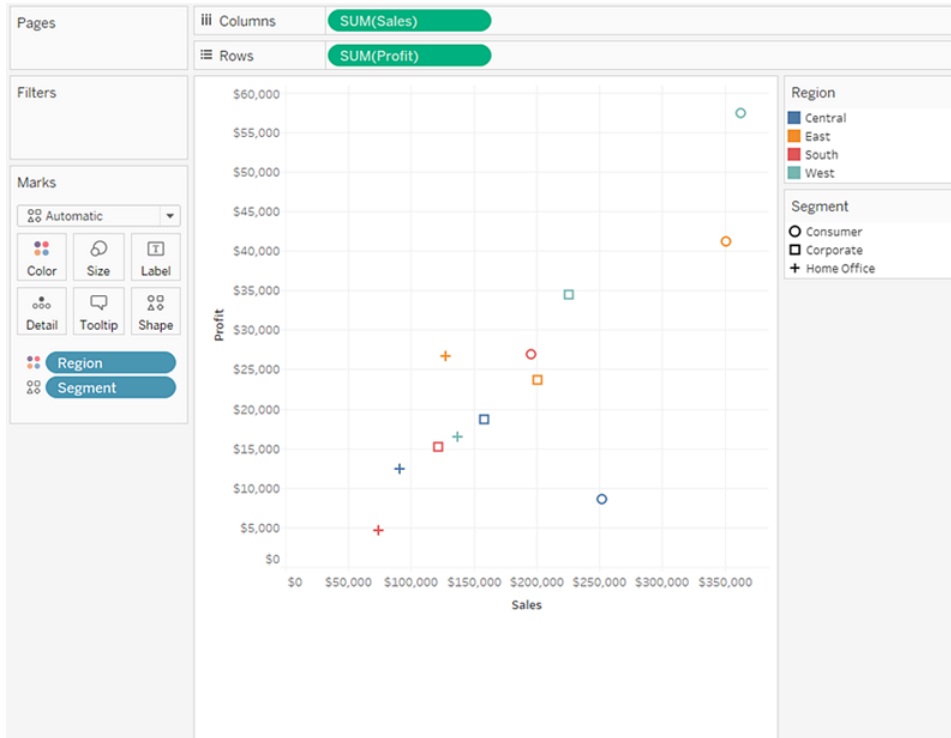 Pages
Columns
SUM(Sales)
Rows
SUM(Profit)
Filters
Marks
Automatic
Color
Size
Label
Detail
Tooltip
Shape
Region
Segment
Profit
$60,000
$55,000
$50,000
$45,000
$40,000
$35,000
$30,000
$25,000
$20,000
$15,000
$10,000
$5,000
$0
$0 $50,000 $100,000 $150,000 $200,000 $250,000 $300,000 $350,000
Sales
Region
Central
East
South
West
Segment
Consumer
Corporate
Home Office